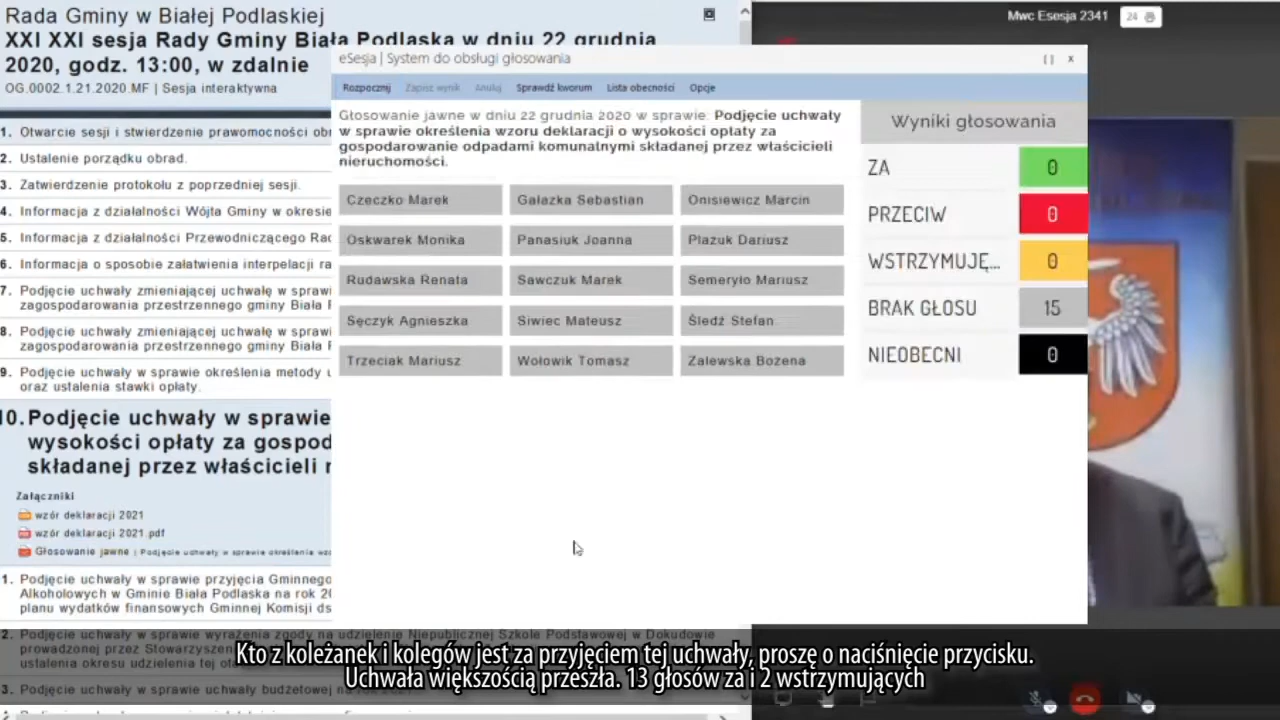 Rada Gminy w Białej Podlaskiej
XXI XXI sesja Rady Gminy Biała Podlaska w dniu 22 grudnia
2020, godz. 13:00, w zdalnie
OG.0002.1.21.2020.MF | Sesja interaktywna
1. Otwarcie sesji i stwierdzenie prawomocności
2. Ustalenie porządku obrad.
3. Zatwierdzenie protokołu z poprzedniej sesji.
4. Informacja z działalności Wójta Gminy w okresie
5. Informacja z działalności Przewodniczącego
6. Informacja o sposobie załatwienia interpelacji
7. Podjęcie uchwały zmieniającej uchwałę w
zagospodarowania przestrzennego gminy Biała
8. Podjęcie uchwały zmieniającej uchwałę w
zagospodarowania przestrzennego gminy Biała
9. Podjęcie uchwały w sprawie określenia metody
oraz ustalenia stawki opłaty.
10. Podjęcie uchwały w sprawie
wysokości opłaty za
składanej przez właścicieli
Załączniki
wzór deklaracji 2021
wzór deklaracji 2021.pdf
Głosowanie jawne | Podjęcie uchwały w sprawie określenia
1. Podjęcie uchwały w sprawie przyjęcia Gminnego
Alkoholowych w Gminie Biała Podlaska na rok
planu wydatków finansowych Gminnej Komisji
2. Podjęcie uchwały w sprawie wyrażenia zgody na udzielenie Niepublicznej Szkole Podstawowej w Dokudowie
prowadzonej przez
ustalenia okresu udzielenia tej
3. Podjęcie uchwały w sprawie uchwały budżetowej
eSesja | System do obsługi głosowania
Rozpocznij Zapisz wynik Anuluj Sprawdź kworum Lista obecności Opcje
Głosowanie jawne w dniu 22 grudnia 2020 w sprawie: Podjęcie uchwały
w sprawie określenia wzoru deklaracji o wysokości opłaty za
gospodarowanie odpadami komunalnymi składanej przez właścicieli
nieruchomości.
Czeczko Marek Gałazka Sebastian Onisiewicz Marcin
Oskwarek Monika Panasiuk Joanna Plażuk Dariusz
Rudawska Renata Sawczuk Marek Semeryło Mariusz
Sęczyk Agnieszka Siwiec Mateusz Śledź Stefan
Trzeciak Mariusz Wołowik Tomasz Zalewska Bożena
Wyniki głosowania
ZA 0
PRZECIW 0
WSTRZYMUJĘ... 0
BRAK GŁOSU 15
NIEOBECNI 0
Mwc Esesja 2341 24
Kto z koleżanek i kolegów jest za przyjęciem tej uchwały, proszę o naciśnięcie przycisku.
Uchwała większością przeszła. 13 głosów za i 2 wstrzymujących